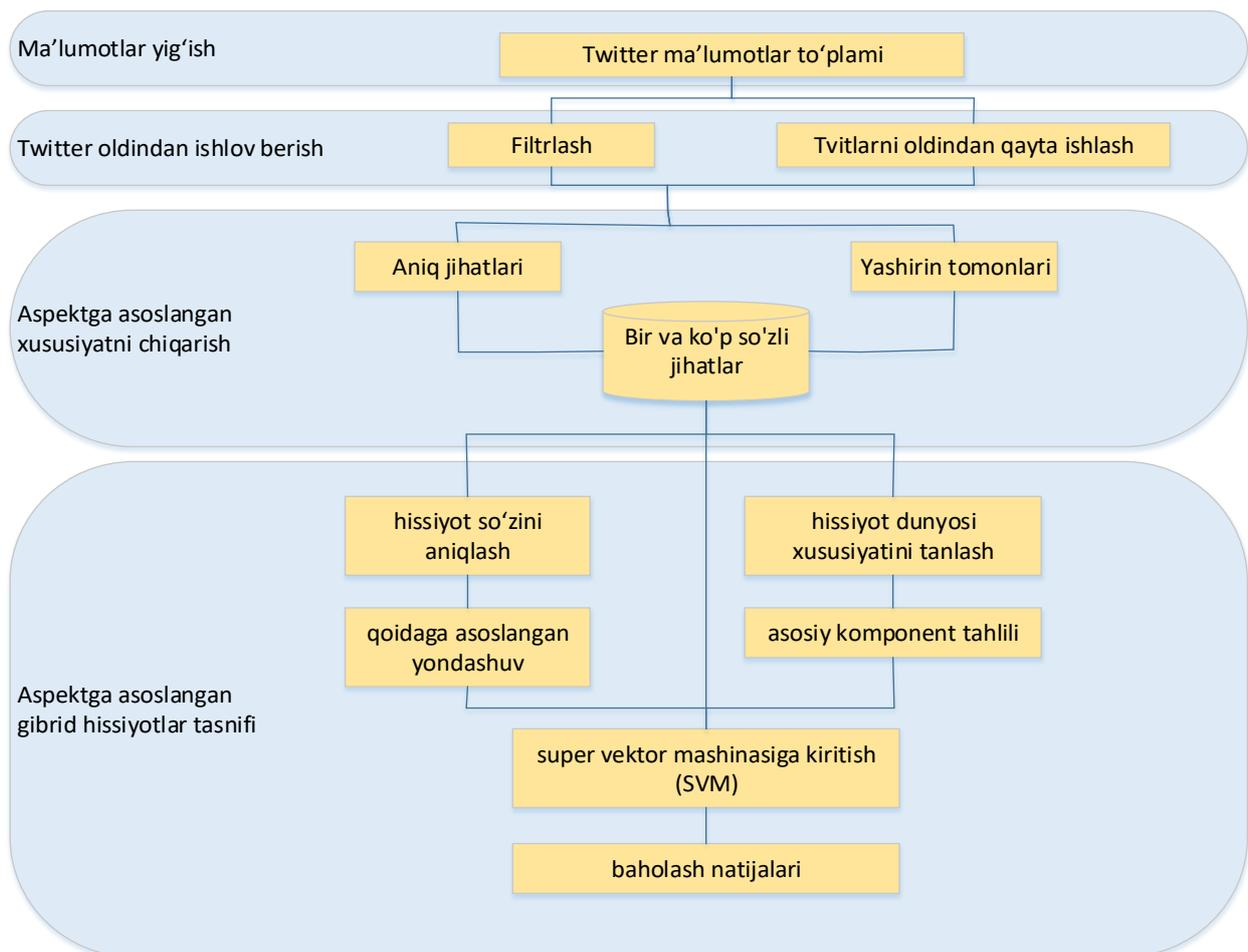 Ma’lumotlar yig‘ish
Twitter ma’lumotlar to‘plami
Twitter oldindan ishlov berish
Filtrlash
Tvitlarni oldindan qayta ishlash
Aspektga asoslangan
xususiyatni chiqarish
Aniq jihatlari
Yashirin tomonlari
Bir va ko'p so'zli
jihatlar
Aspektga asoslangan
gibrid hissiyotlar tasnifi
hissiyot so‘zini
aniqlash
hissiyot dunyosi
xususiyatini tanlash
qoidaga asoslangan
yondashuv
asosiy komponent tahlili
super vektor mashinasiga kiritish
(SVM)
baholash natijalari